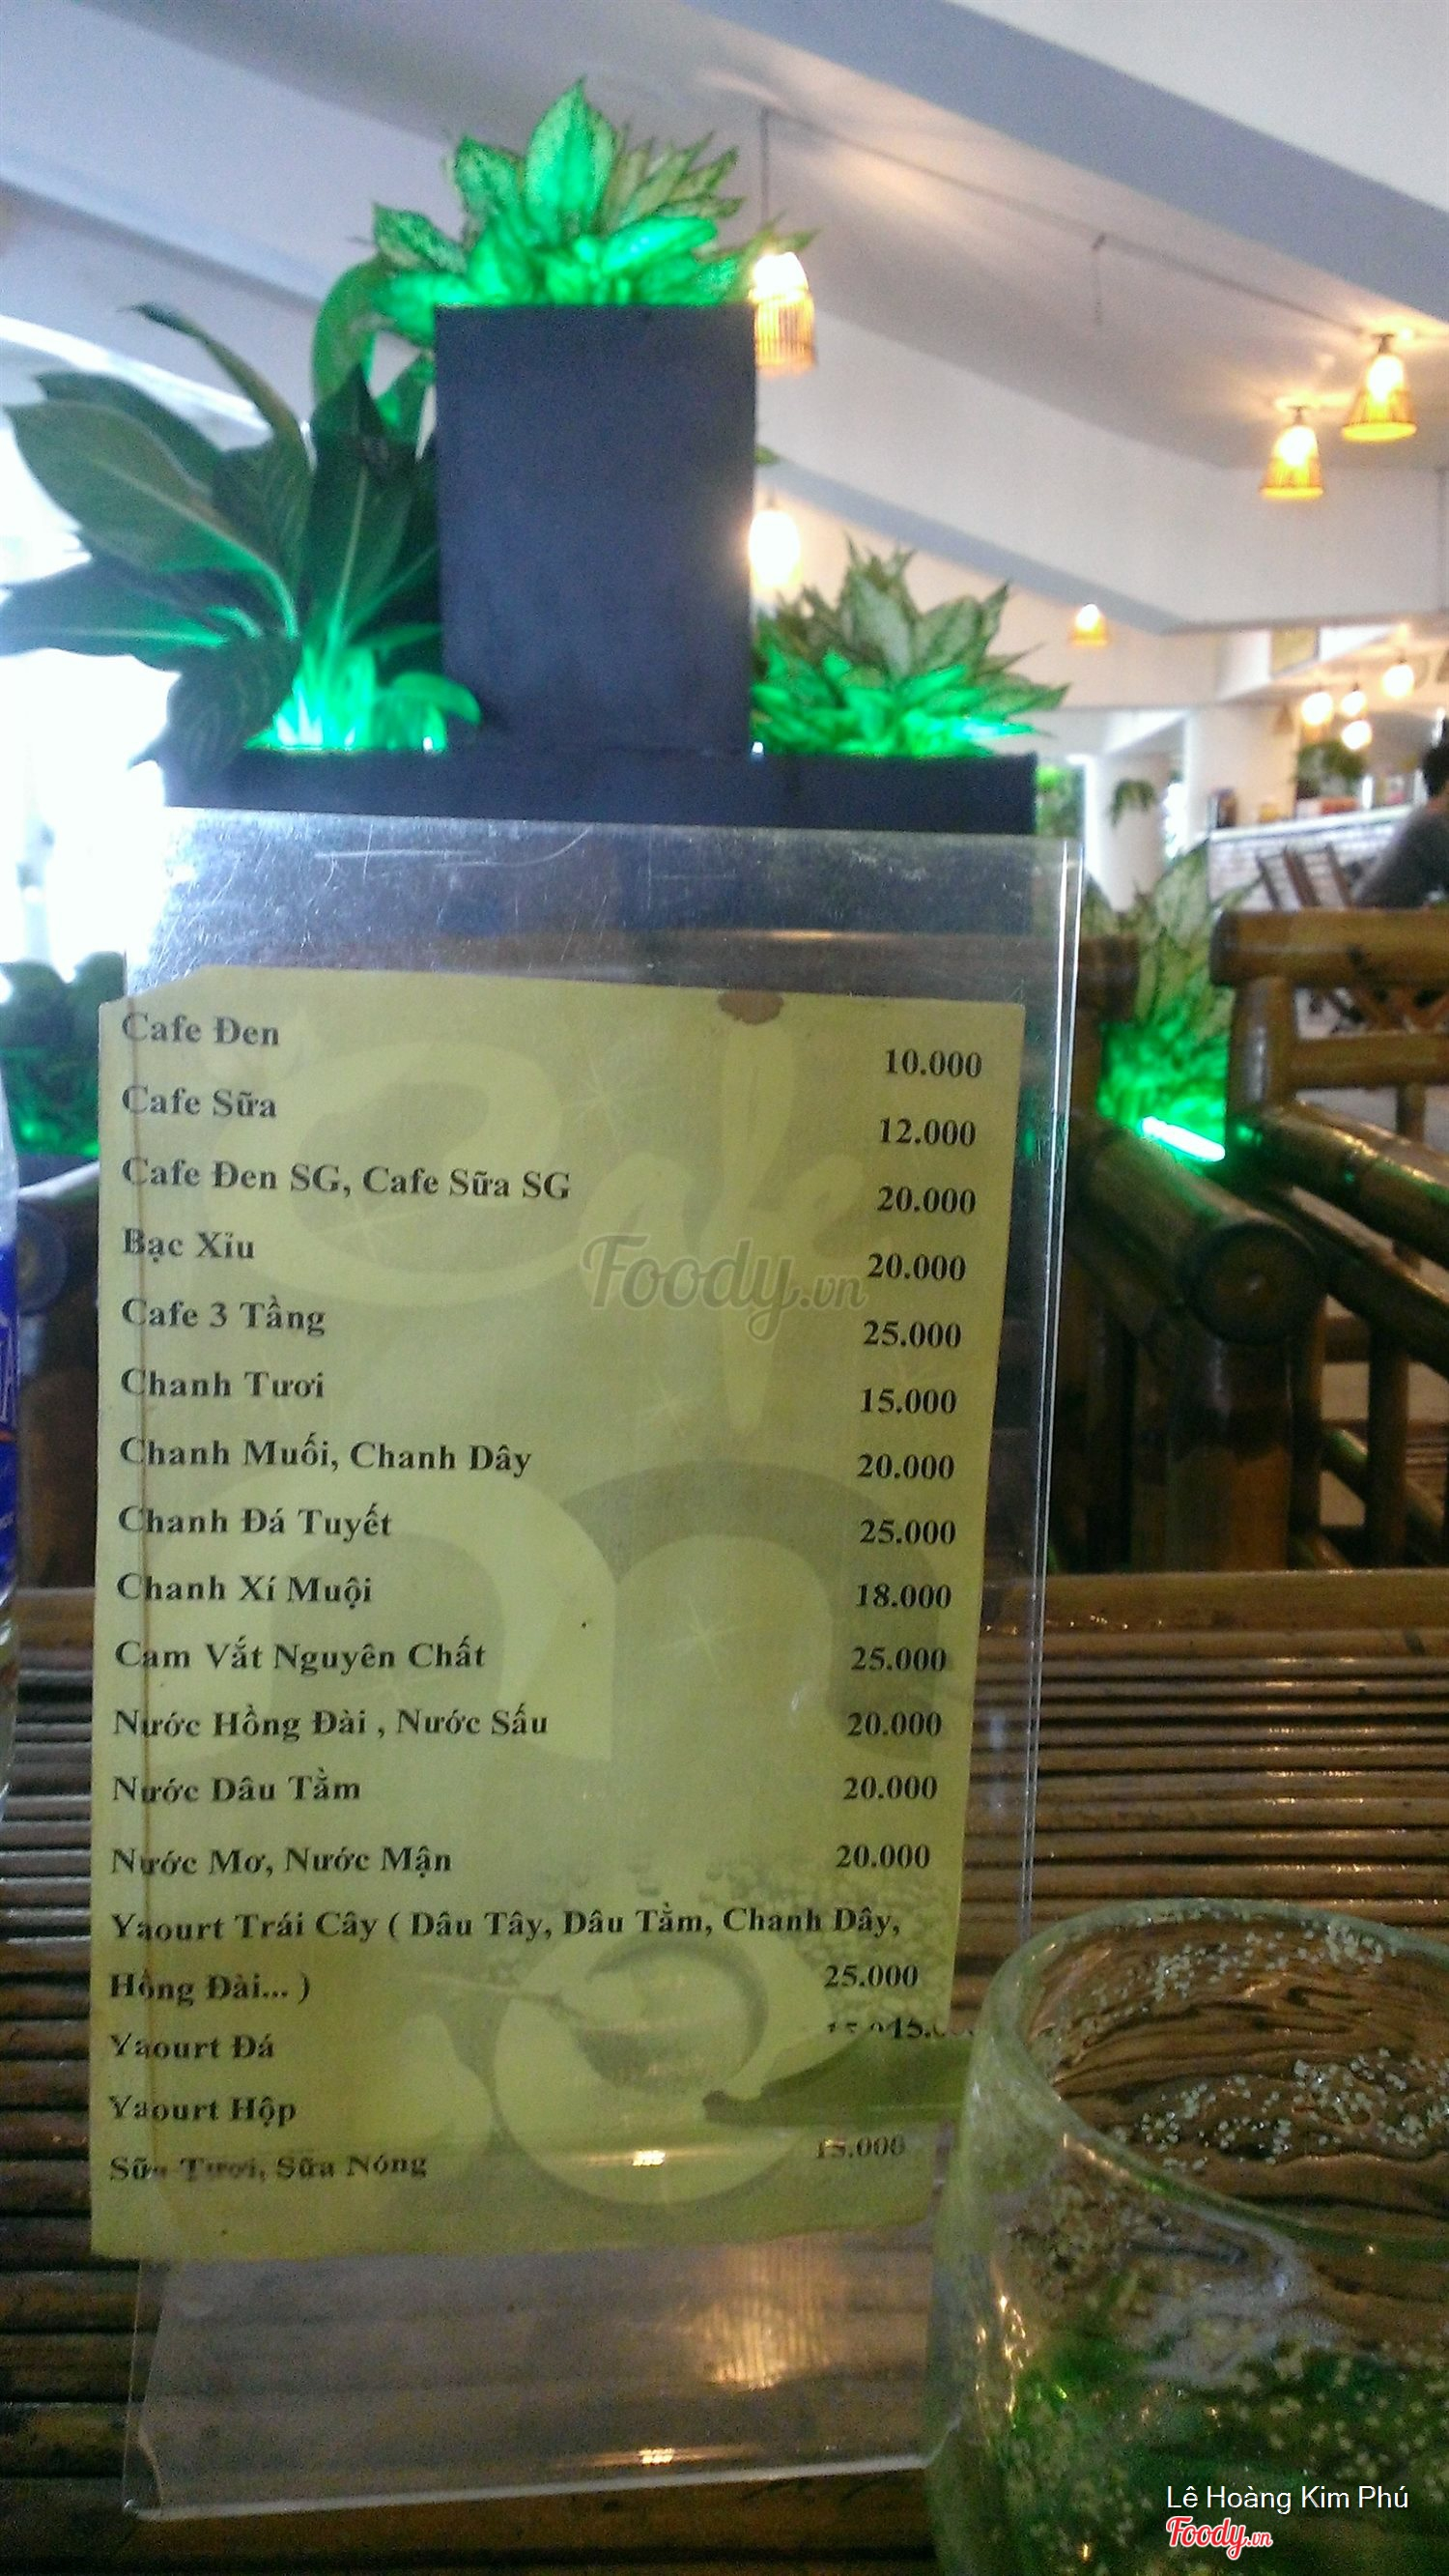 Cafe Đen 10.000
Cafe Sữa 12.000
Cafe Đen SG, Cafe Sữa SG 20.000
Bạc Xỉu 20.000
Cafe 3 Tầng 25.000
Chanh Tươi 15.000
Chanh Muối, Chanh Dây 20.000
Chanh Đá Tuyết 25.000
Chanh Xí Muội 18.000
Cam Vắt Nguyên Chất 25.000
Nước Hồng Đài , Nước Sấu 20.000
Nước Dâu Tằm 20.000
Nước Mơ, Nước Mận 20.000
Yaourt Trái Cây ( Dâu Tây, Dâu Tằm, Chanh Dây,
Hồng Đài... ) 25.000
Yaourt Đá
Yaourt Hộp
Sữa Tươi, Sữa Nóng 15.000
Foody.vn
Lê Hoàng Kim Phú
Foody.vn